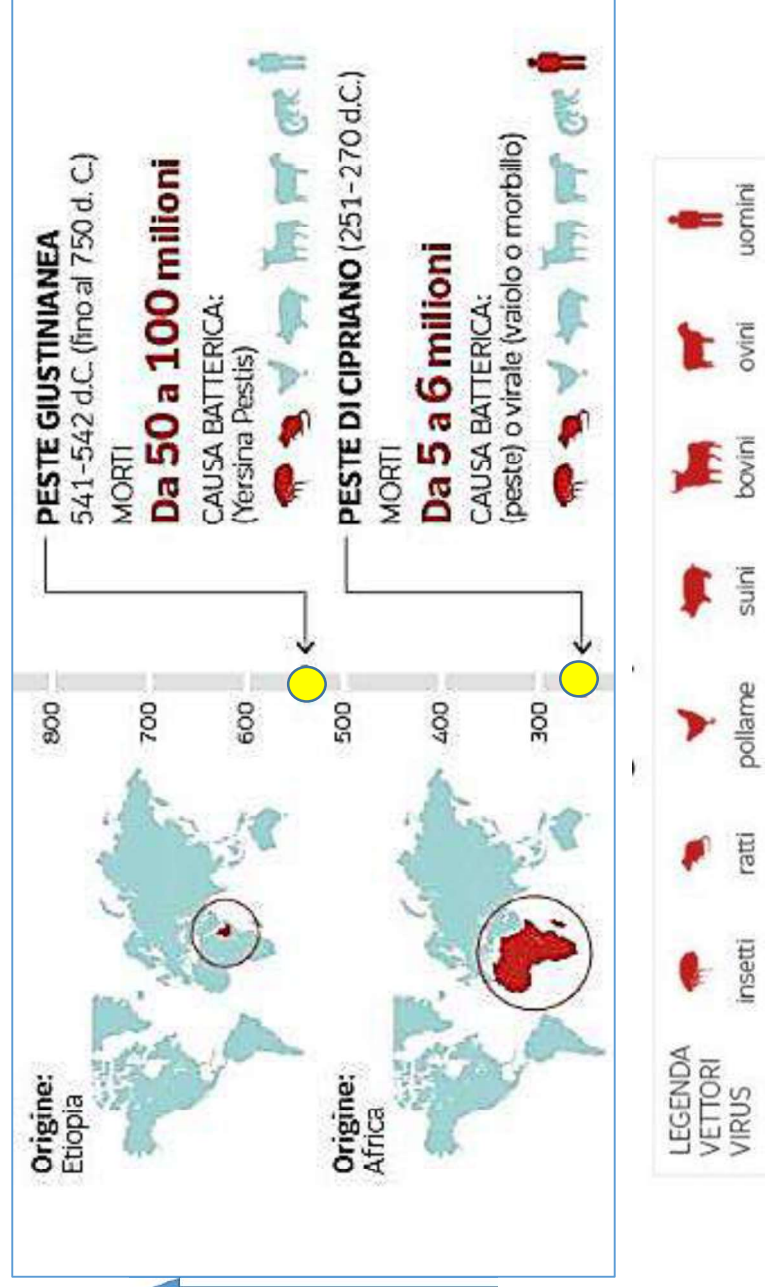 Origine:
Etiopia
800
700
600
PESTE GIUSTINIANEA
541-542 d.C. (fino al 750 d. C.)
MORTI
Da 50 a 100 milioni
CAUSA BATTERICA:
(Yersina Pestis)
Origine:
Africa
500
400
300
PESTE DI CIPRIANO (251-270 d.C.)
MORTI
Da 5 a 6 milioni
CAUSA BATTERICA:
(peste) o virale (vaiolo o morbillo)
LEGENDA
VETTORI
VIRUS
insetti
ratti
pollame
suini
bovini
ovini
uomini